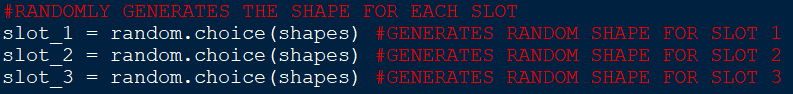 #RANDOMLY GENERATES THE SHAPE FOR EACH SLOT
slot_1 = random.choice(shapes) #GENERATES RANDOM SHAPE FOR SLOT 1
slot_2 = random.choice(shapes) #GENERATES RANDOM SHAPE FOR SLOT 2
slot_3 = random.choice(shapes) #GENERATES RANDOM SHAPE FOR SLOT 3